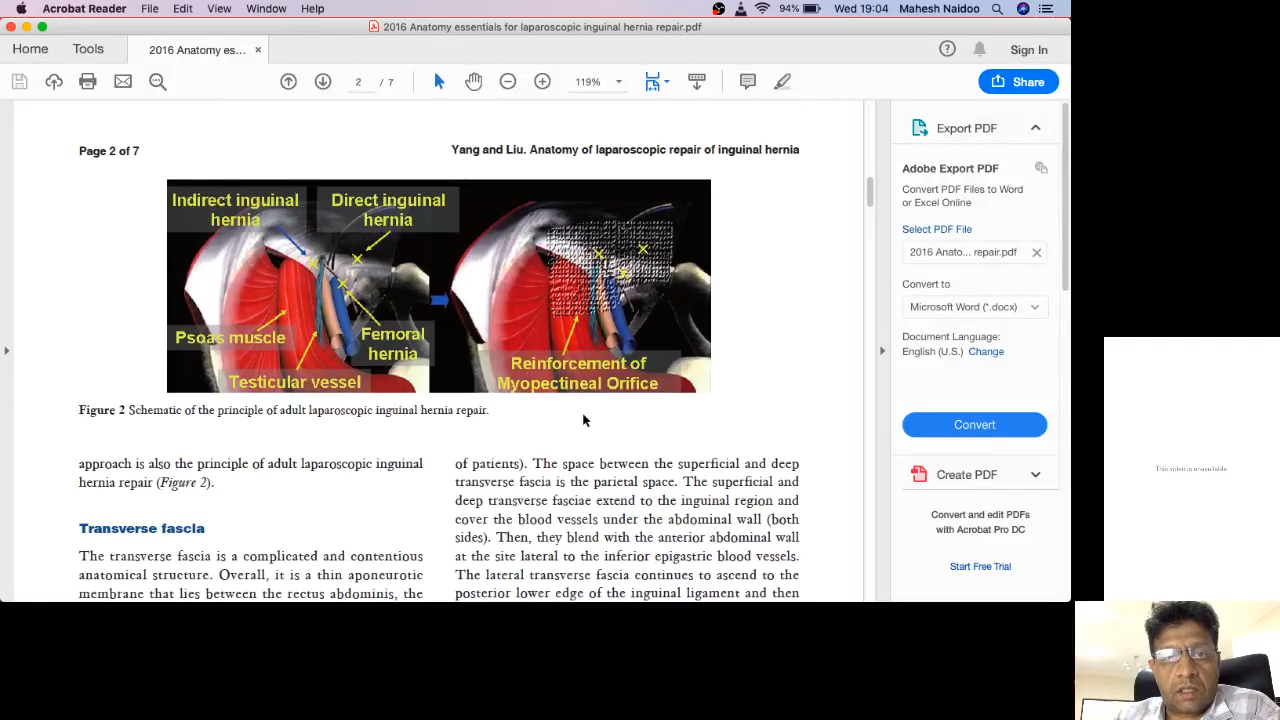 Acrobat Reader File Edit View Window Help 94% Wed 19:04 Mahesh Naidoo
2016 Anatomy essentials for laparoscopic inguinal hernia repair.pdf
Home Tools 2016 Anatomy es... × Sign In
2 / 7 119% Share
Page 2 of 7
Yang and Liu. Anatomy of laparoscopic repair of inguinal hernia
Indirect inguinal
hernia
Direct inguinal
hernia
Psoas muscle
Femoral
hernia
Testicular vessel
Reinforcement of
Myopectineal Orifice
Figure 2 Schematic of the principle of adult laparoscopic inguinal hernia repair.
approach is also the principle of adult laparoscopic inguinal
hernia repair (Figure 2).
Transverse fascia
The transverse fascia is a complicated and contentious
anatomical structure. Overall, it is a thin aponeurotic
membrane that lies between the rectus abdominis, the
of patients). The space between the superficial and deep
transverse fascia is the parietal space. The superficial and
deep transverse fasciae extend to the inguinal region and
cover the blood vessels under the abdominal wall (both
sides). Then, they blend with the anterior abdominal wall
at the site lateral to the inferior epigastric blood vessels.
The lateral transverse fascia continues to ascend to the
posterior lower edge of the inguinal ligament and then
Export PDF
Adobe Export PDF
Convert PDF Files to Word
or Excel Online
Select PDF File
2016 Anato... repair.pdf
Convert to
Microsoft Word (*.docx)
Document Language:
English (U.S.) Change
Convert
Create PDF
Convert and edit PDFs
with Acrobat Pro DC
Start Free Trial
This video is unavailable